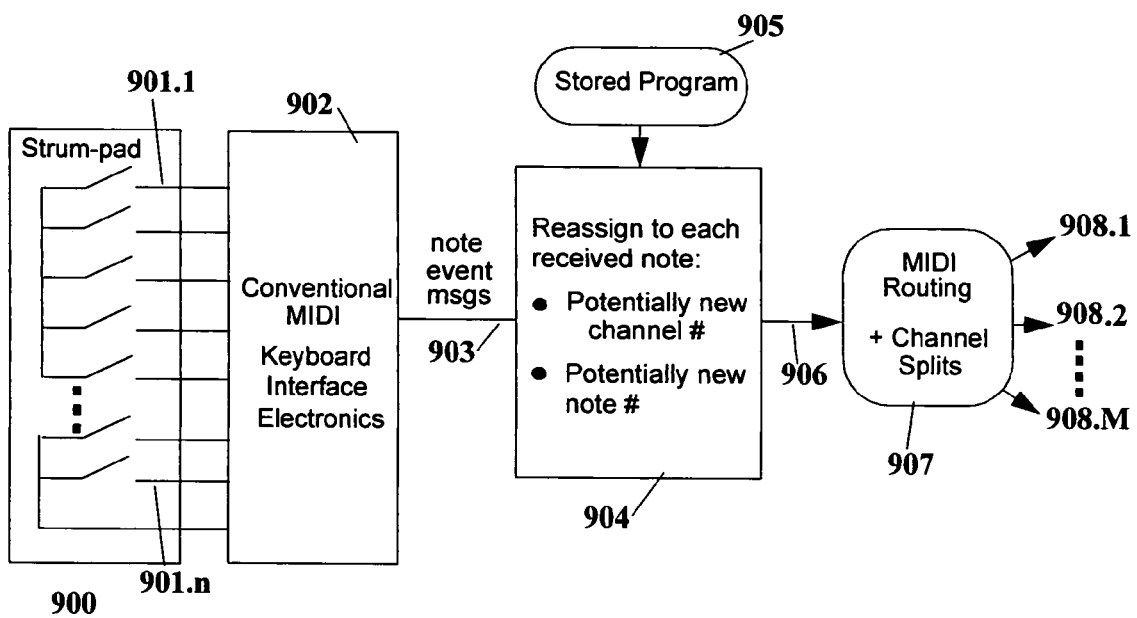 905
Stored Program
901.1
902
Strum-pad
Conventional
MIDI
Keyboard
Interface
Electronics
note
event
msgs
903
Reassign to each
received note:
● Potentially new
channel #
● Potentially new
note #
904
906
MIDI
Routing
+ Channel
Splits
907
908.1
908.2
908.M
901.n
900